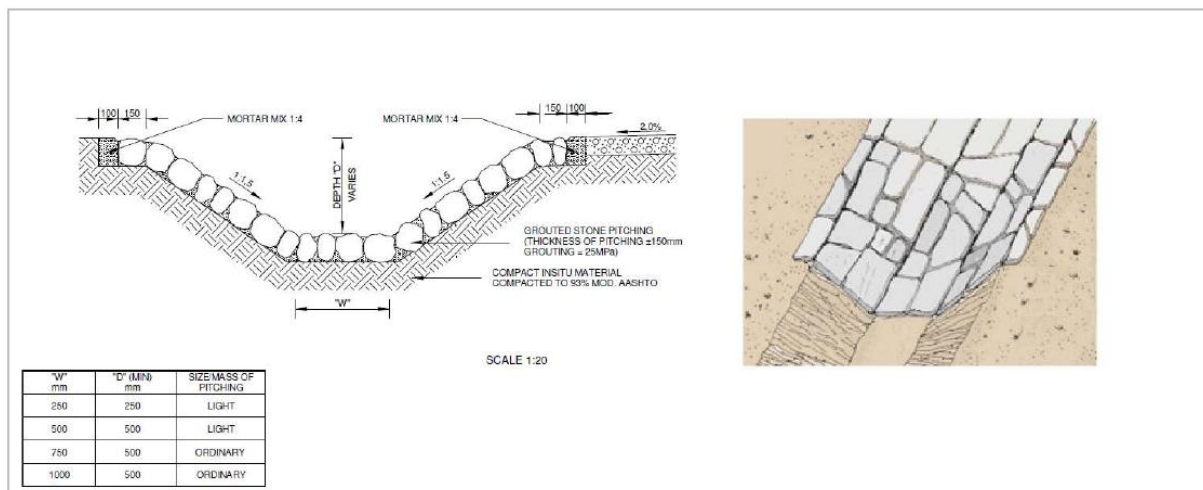 100 150
150 100
MORTAR MIX 1:4
MORTAR MIX 1:4
2,0%
1:1,5
DEPTH "D"
VARIES
1:1,5
GROUTED STONE PITCHING
(THICKNESS OF PITCHING ±150mm
GROUTING = 25MPa)
COMPACT INSITU MATERIAL
COMPACTED TO 93% MOD. AASHTO
"W"
SCALE 1:20
"W" mm "D" (MIN) mm SIZE/MASS OF PITCHING
250 250 LIGHT
500 500 LIGHT
750 500 ORDINARY
1000 500 ORDINARY